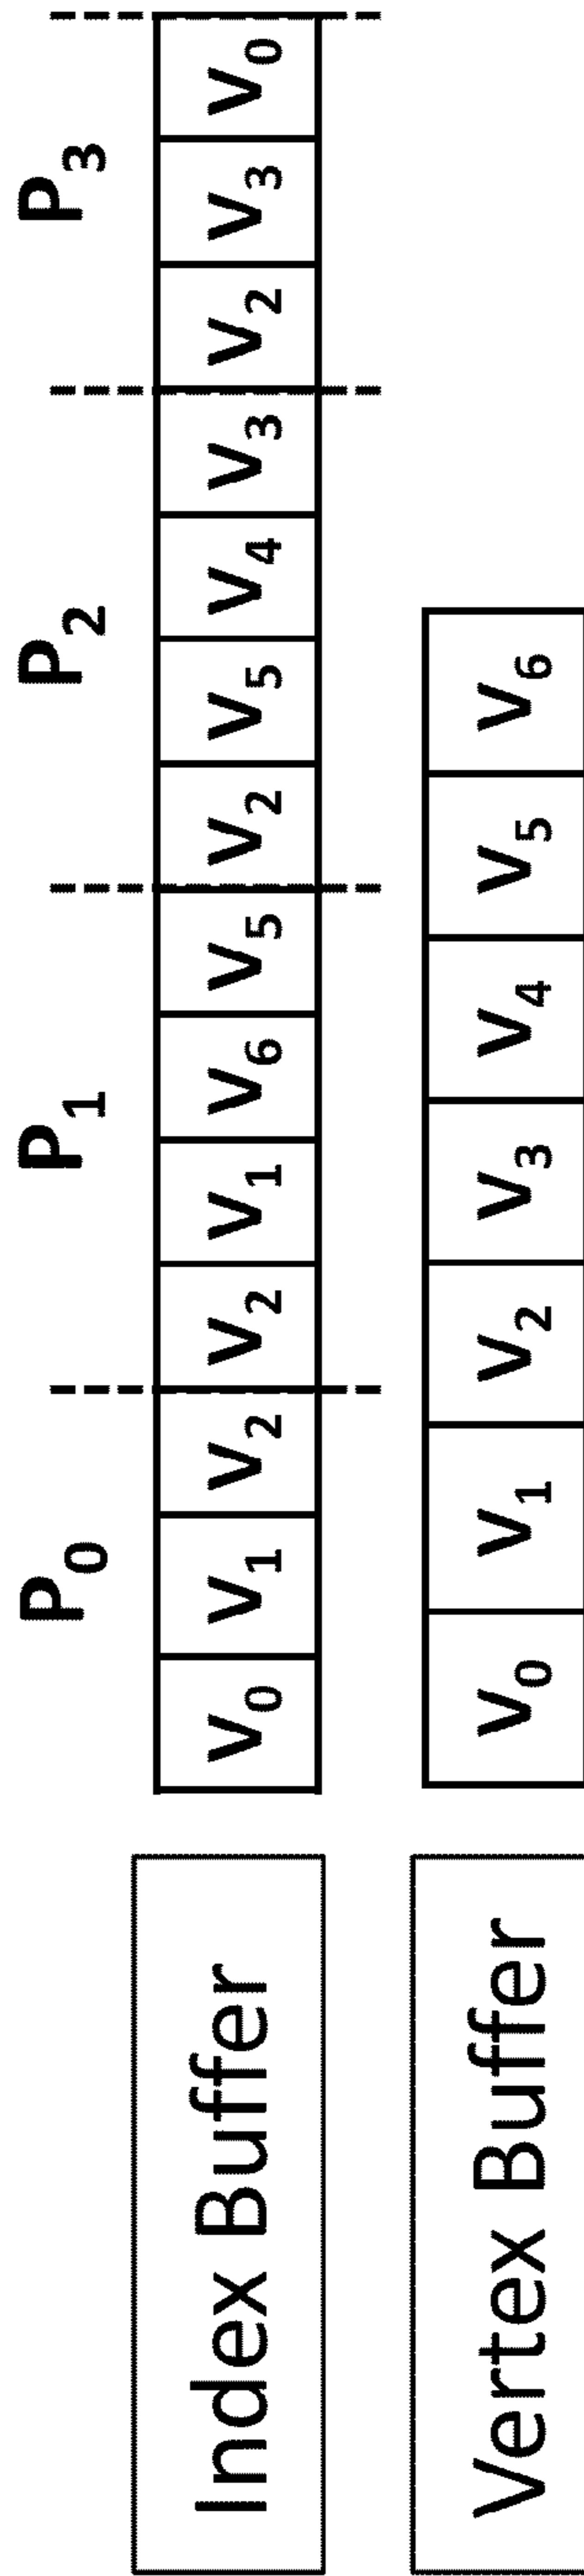 P₀ P₁ P₂ P₃
Index Buffer V₀ V₁ V₂ V₂ V₁ V₆ V₅ V₂ V₅ V₄ V₃ V₂ V₃ V₀
Vertex Buffer V₀ V₁ V₂ V₃ V₄ V₅ V₆